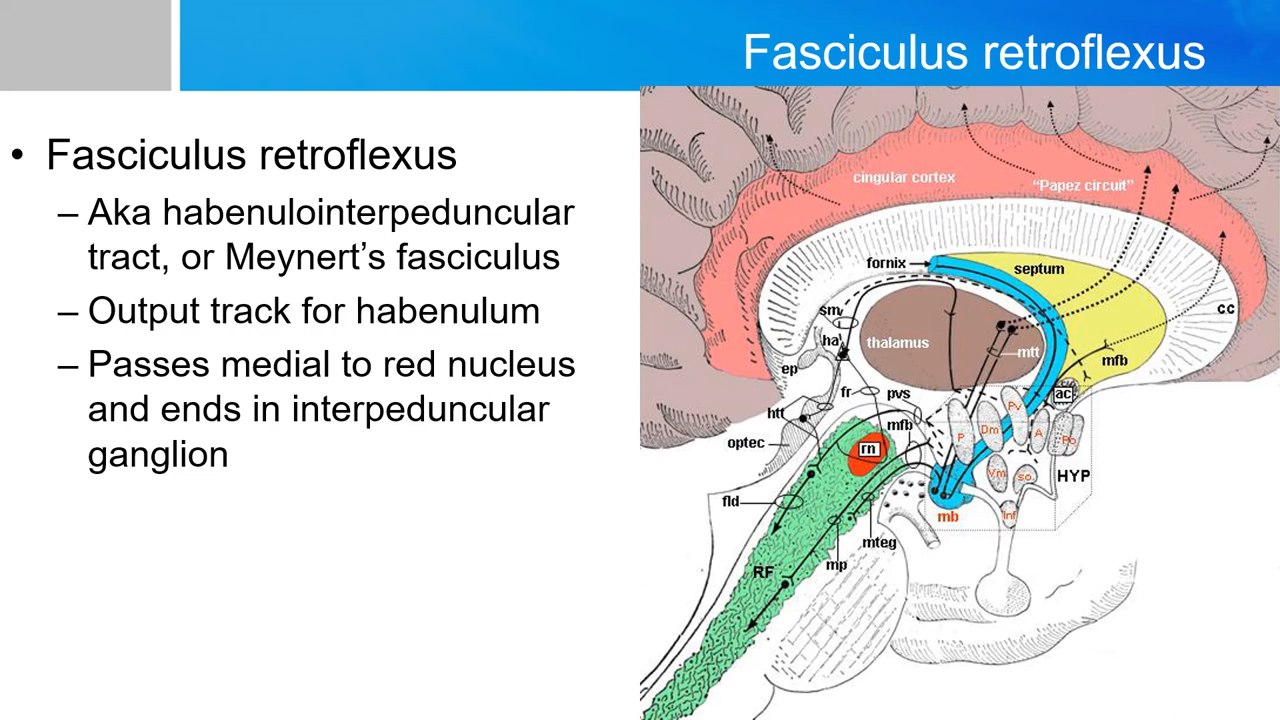 Fasciculus retroflexus
• Fasciculus retroflexus
– Aka habenulointerpeduncular
tract, or Meynert’s fasciculus
– Output track for habenulum
– Passes medial to red nucleus
and ends in interpeduncular
ganglion
cingular cortex
“Papez circuit”
fornix
septum
sm
cc
ha
thalamus
mtt
ep
mfb
fr
pvs
ac
htt
mfb
Pv
optec
rn
P
Dm
A
Po
Vm
so
HYP
fld
mb
Inf
mteg
mp
RF